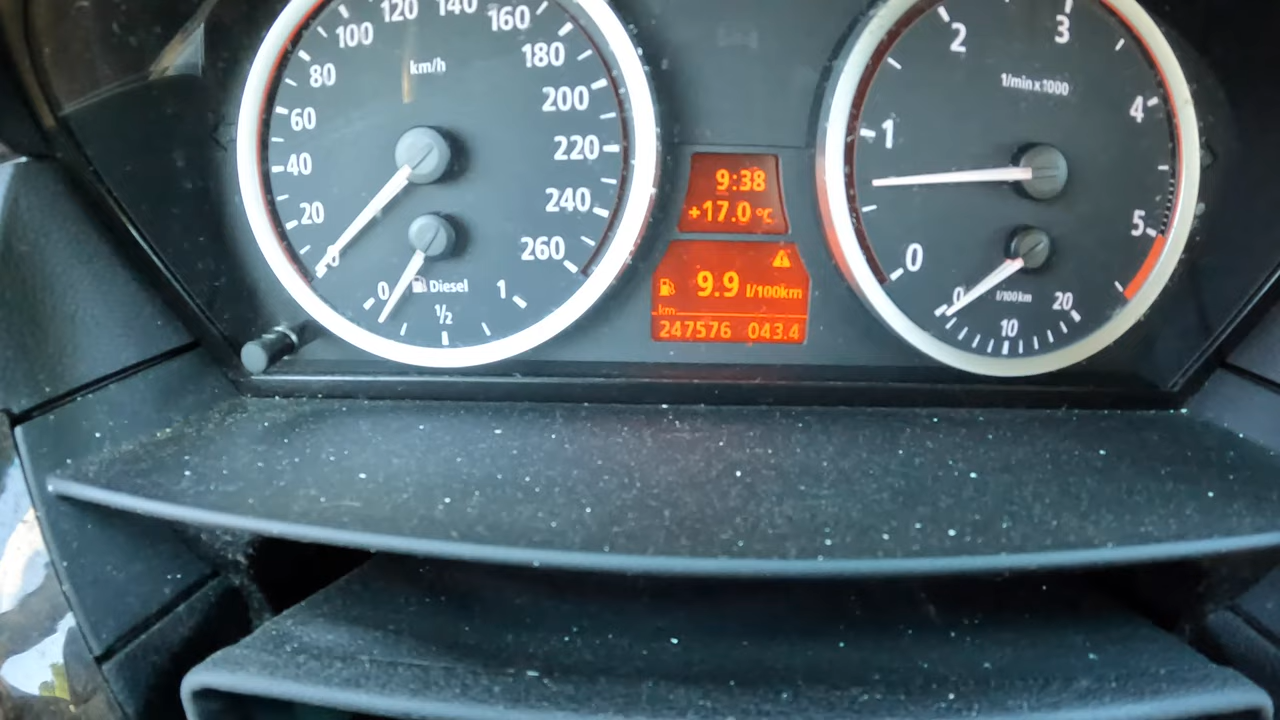 120 140 160
100 180
80 km/h 200
60 220
40 240
20 260
0
0 Diesel 1
1/2
9:38
+17.0 °C
9.9 l/100km
km
247576 043.4
2 3
1/min x 1000
1 4
0 5
0 l/100km 20
10